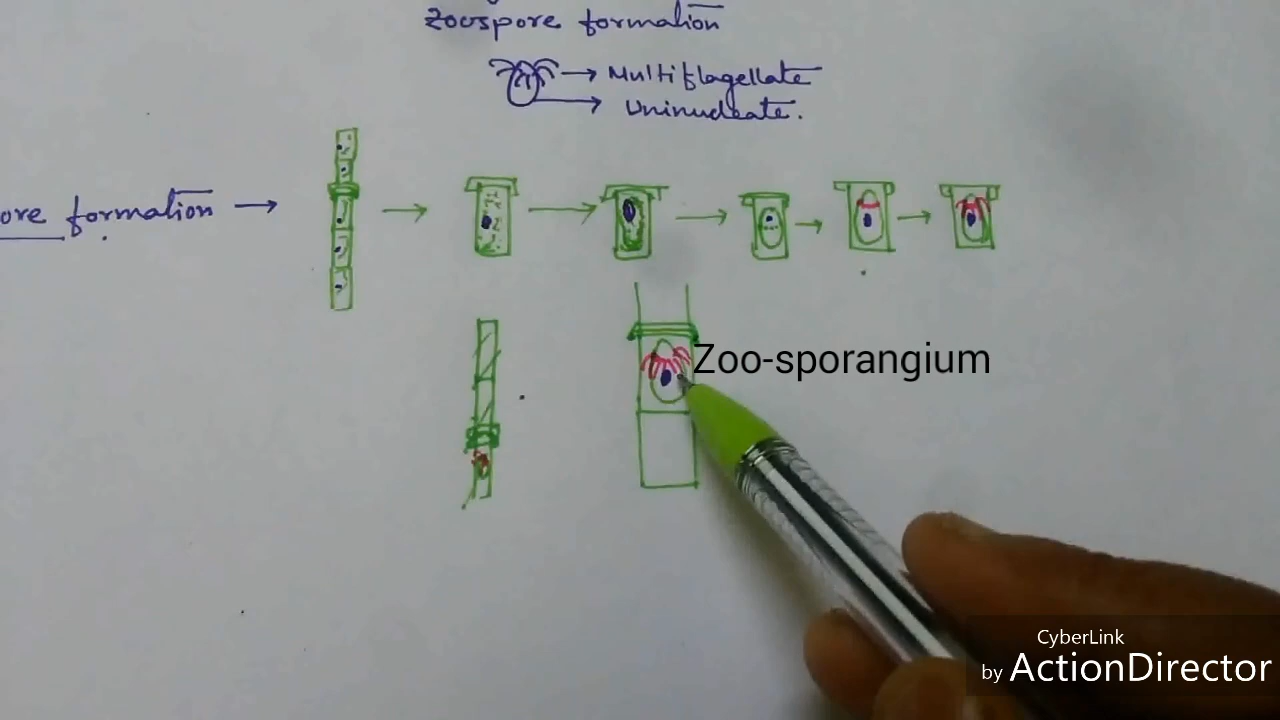 Zoospore formation
Multiflagellate
Uninucleate.
ore formation
Zoo-sporangium
CyberLink
by ActionDirector